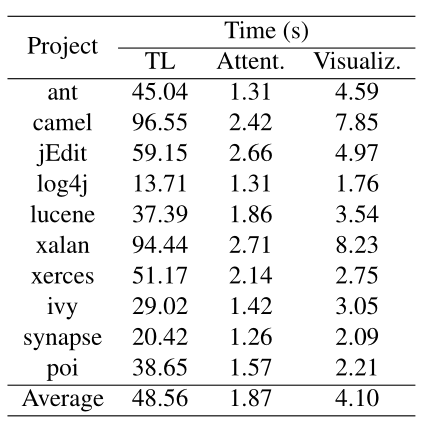 Project Time (s)
TL Attent. Visualiz.
ant 45.04 1.31 4.59
camel 96.55 2.42 7.85
jEdit 59.15 2.66 4.97
log4j 13.71 1.31 1.76
lucene 37.39 1.86 3.54
xalan 94.44 2.71 8.23
xerces 51.17 2.14 2.75
ivy 29.02 1.42 3.05
synapse 20.42 1.26 2.09
poi 38.65 1.57 2.21
Average 48.56 1.87 4.10